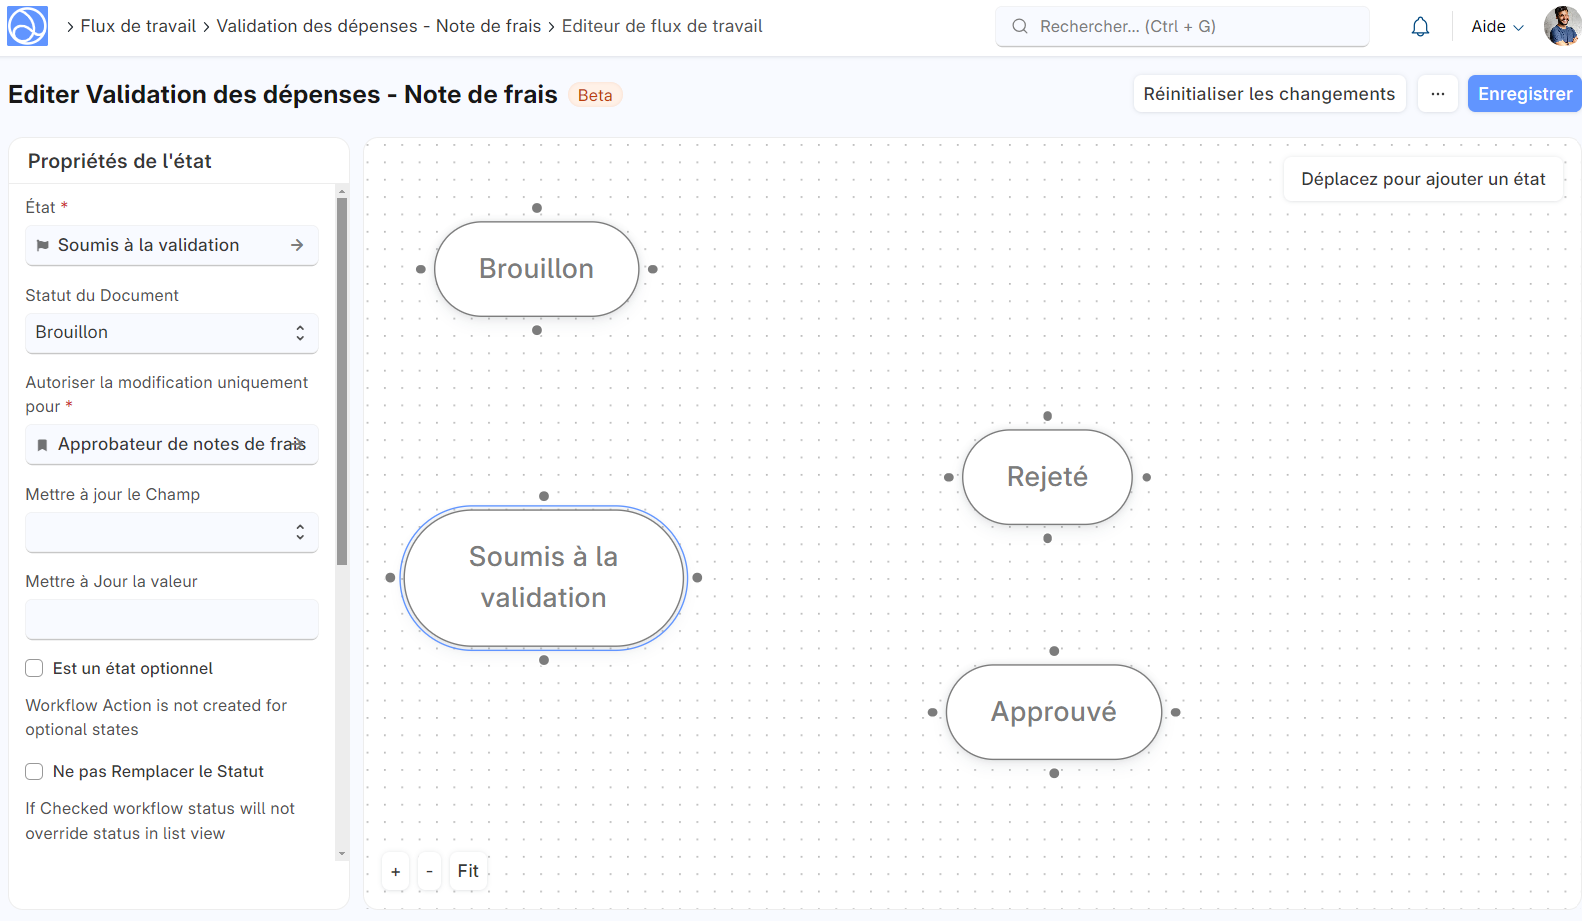 Flux de travail
Validation des dépenses - Note de frais
Editeur de flux de travail
Rechercher... (Ctrl + G)
Aide
Editer Validation des dépenses - Note de frais
Beta
Réinitialiser les changements
...
Enregistrer
Propriétés de l'état
État *
Soumis à la validation
Statut du Document
Brouillon
Autoriser la modification uniquement
pour *
Approbateur de notes de frais
Mettre à jour le Champ
Mettre à Jour la valeur
Est un état optionnel
Workflow Action is not created for
optional states
Ne pas Remplacer le Statut
If Checked workflow status will not
override status in list view
Déplacez pour ajouter un état
Brouillon
Rejeté
Soumis à la
validation
Approuvé
+
-
Fit